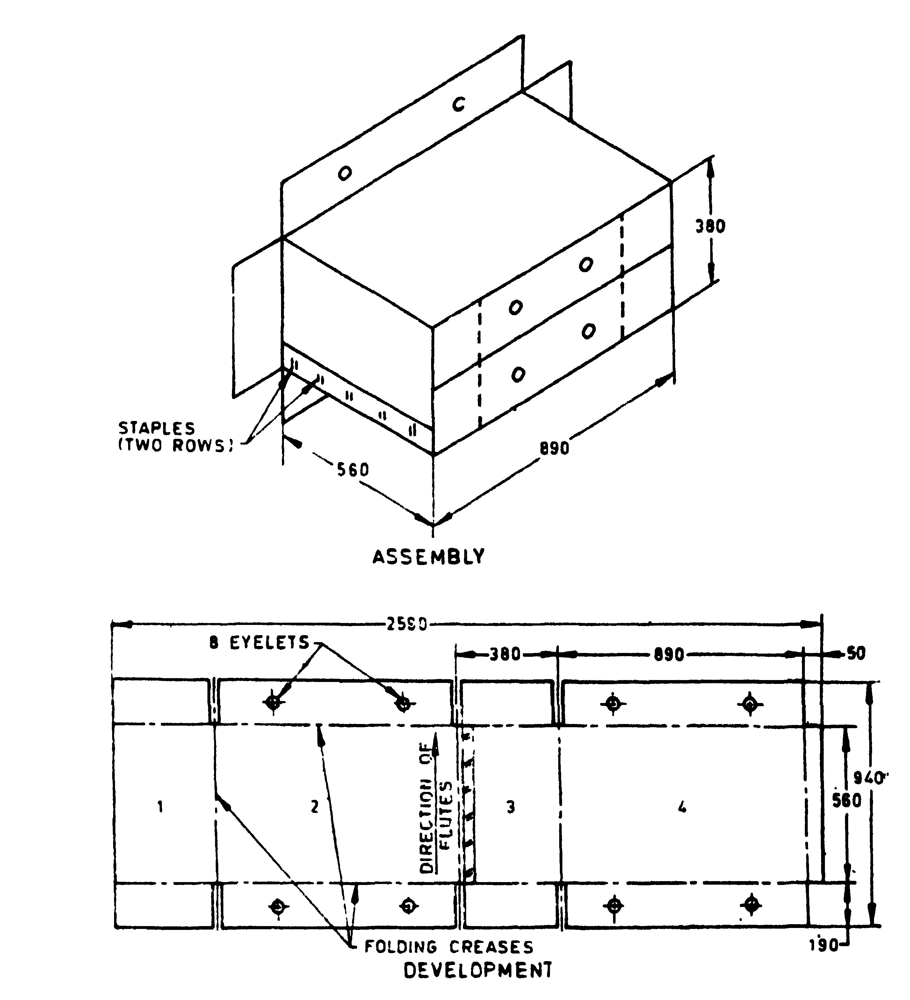 C
O
380
O
O
O
O
STAPLES
(TWO ROWS)
890
560
ASSEMBLY
2590
8 EYELETS
380
890
50
DIRECTION OF
FLUTES
940
560
1
2
3
4
190
FOLDING CREASES
DEVELOPMENT